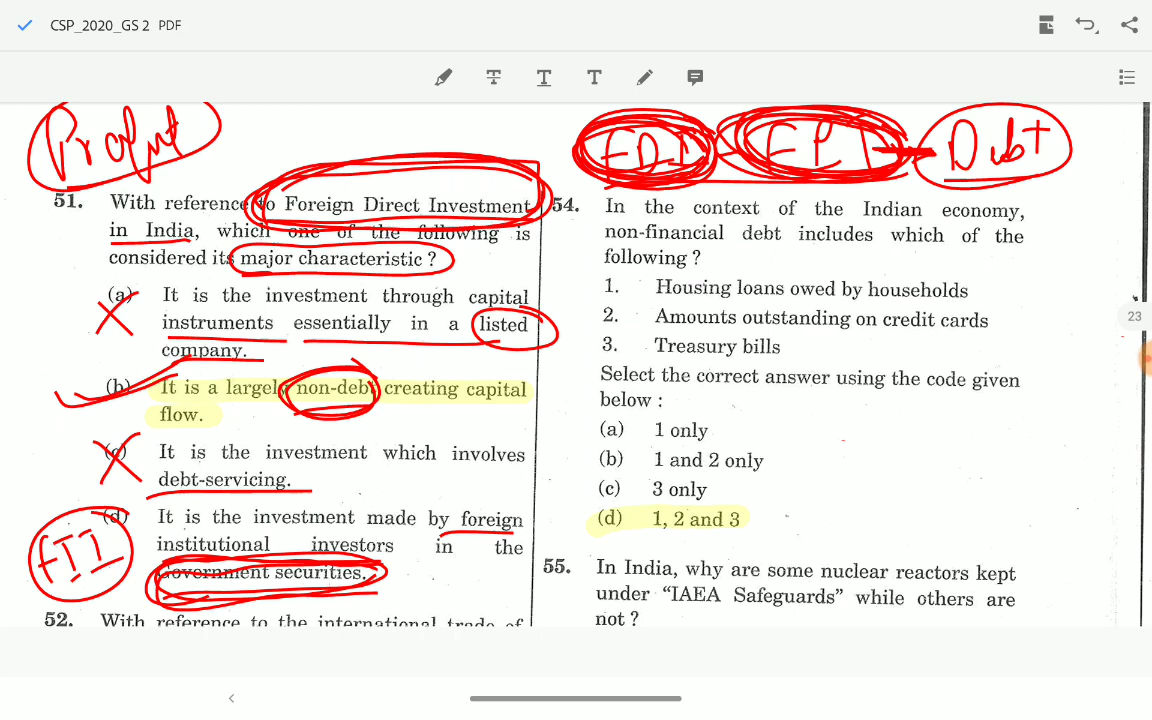 CSP_2020_GS 2 PDF
Profit
FDI FPI Debt
51. With reference to Foreign Direct Investment
in India, which one of the following is
considered its major characteristic ?
(a) It is the investment through capital
instruments essentially in a listed
company.
(b) It is a largely non-debt creating capital
flow.
(c) It is the investment which involves
debt-servicing.
(d) It is the investment made by foreign
institutional investors in the
Government securities.
FII
52. With reference to the international trade of
54. In the context of the Indian economy,
non-financial debt includes which of the
following ?
1. Housing loans owed by households
2. Amounts outstanding on credit cards
3. Treasury bills
Select the correct answer using the code given
below :
(a) 1 only
(b) 1 and 2 only
(c) 3 only
(d) 1, 2 and 3
55. In India, why are some nuclear reactors kept
under “IAEA Safeguards” while others are
not ?
23